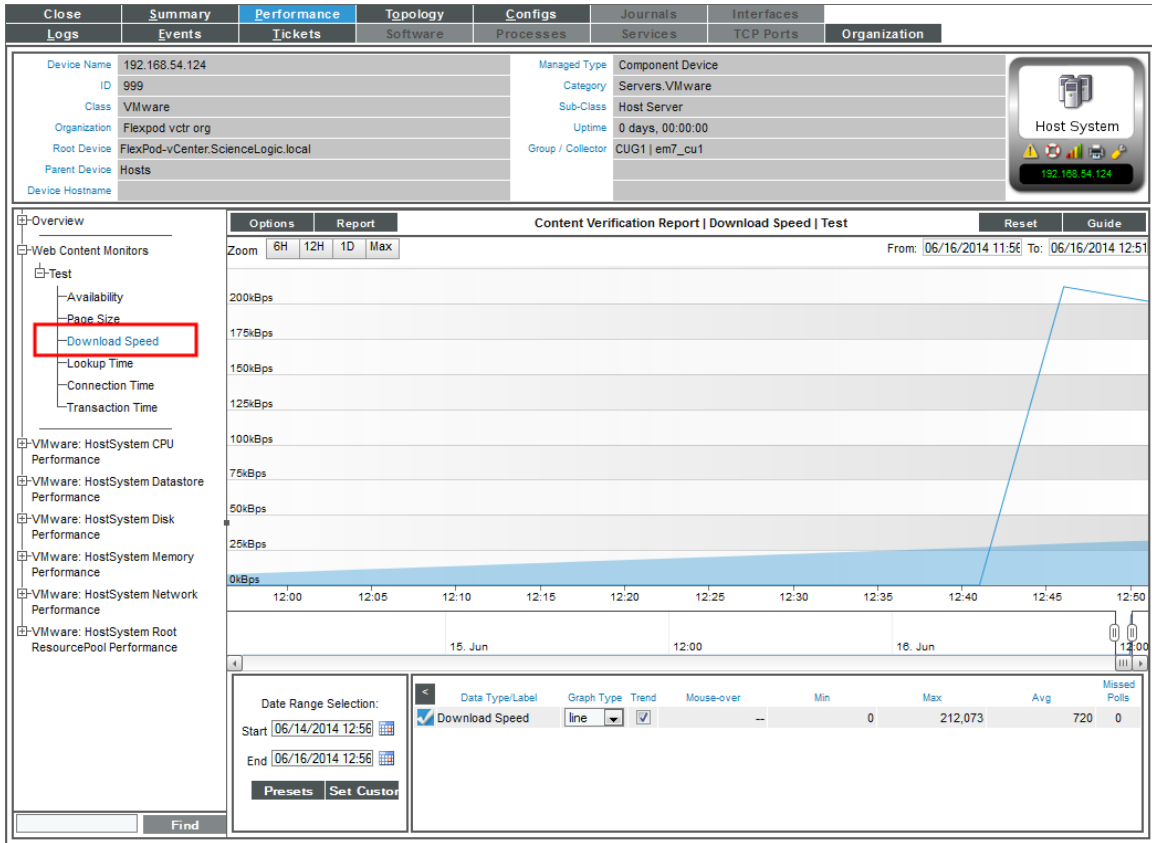 Close Summary Performance Topology Configs Journals Interfaces
Logs Events Tickets Software Processes Services TCP Ports Organization
Device Name 192.168.54.124 Managed Type Component Device
ID 999 Category Servers.VMware
Class VMware Sub-Class Host Server
Organization Flexpod vctr org Uptime 0 days, 00:00:00
Root Device FlexPod-vCenter.ScienceLogic.local Group / Collector CUG1 | em7_cu1
Parent Device Hosts
Device Hostname
Host System
192.168.54.124
Overview
Web Content Monitors
Test
Availability
Page Size
Download Speed
Lookup Time
Connection Time
Transaction Time
VMware: HostSystem CPU
Performance
VMware: HostSystem Datastore
Performance
VMware: HostSystem Disk
Performance
VMware: HostSystem Memory
Performance
VMware: HostSystem Network
Performance
VMware: HostSystem Root
ResourcePool Performance
Find
Options Report Content Verification Report | Download Speed | Test Reset Guide
Zoom 6H 12H 1D Max From: 06/16/2014 11:56 To: 06/16/2014 12:51
200kBps
175kBps
150kBps
125kBps
100kBps
75kBps
50kBps
25kBps
0kBps
12:00 12:05 12:10 12:15 12:20 12:25 12:30 12:35 12:40 12:45 12:50
15. Jun 12:00 16. Jun 12:00
Date Range Selection:
Start 06/14/2014 12:56
End 06/16/2014 12:56
Presets Set Custor
< Data Type/Label Graph Type Trend Mouse-over Min Max Avg Missed Polls
Download Speed line -- 0 212,073 720 0